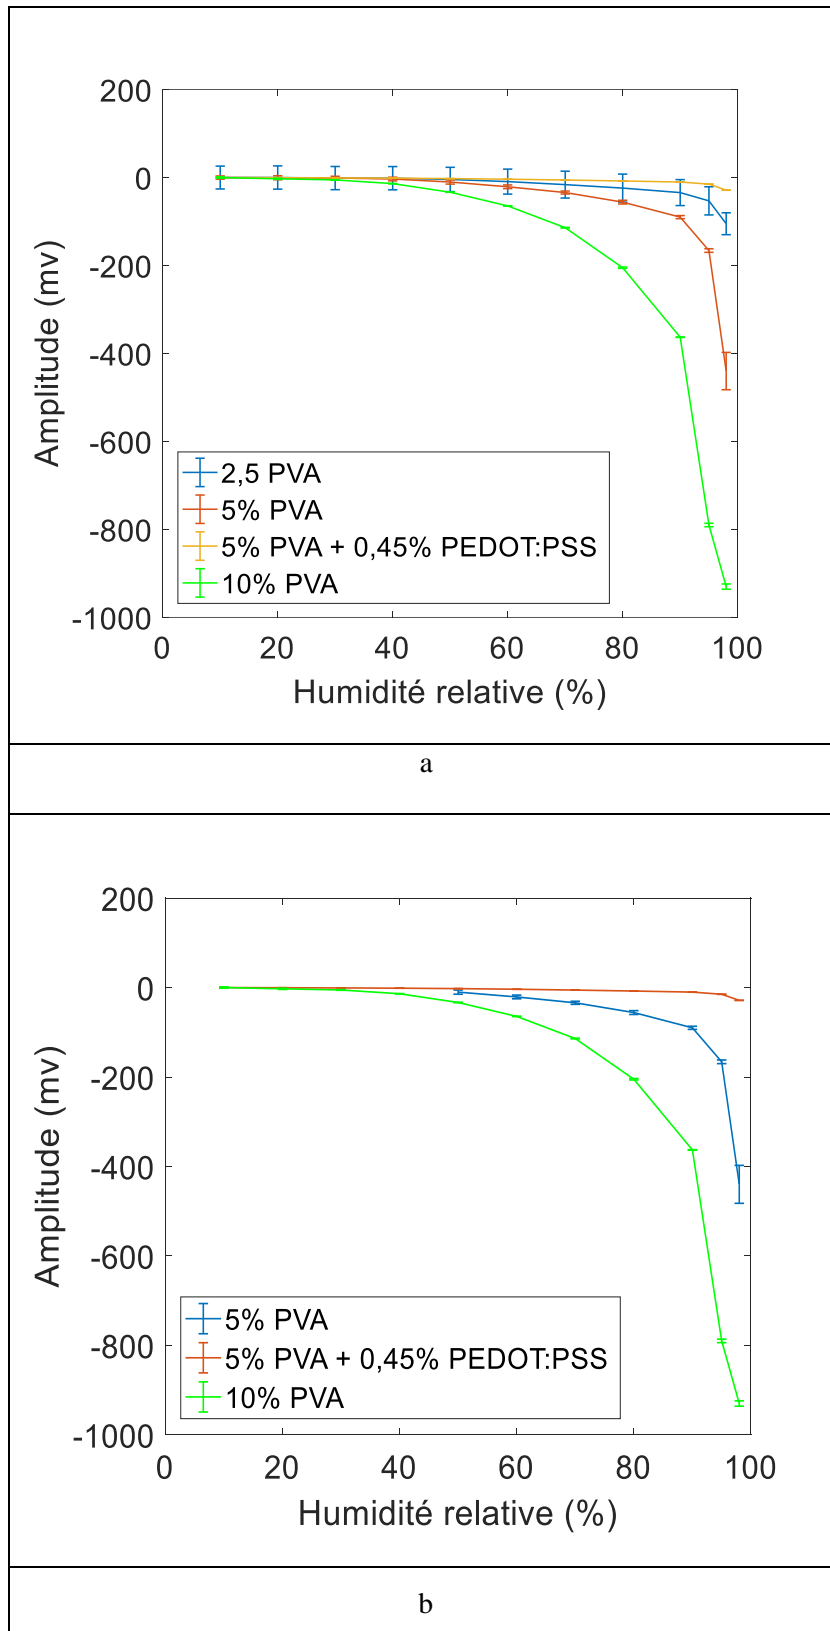 200
0
-200
-400
-600
-800
-1000
Amplitude (mv)
2,5 PVA
5% PVA
5% PVA + 0,45% PEDOT:PSS
10% PVA
0 20 40 60 80 100
Humidité relative (%)
a
200
0
-200
-400
-600
-800
-1000
Amplitude (mv)
5% PVA
5% PVA + 0,45% PEDOT:PSS
10% PVA
0 20 40 60 80 100
Humidité relative (%)
b